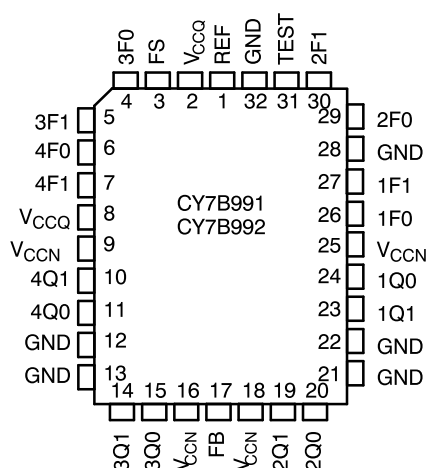 3F0 FS VCCQ REF GND TEST 2F1
4 3 2 1 32 31 30
3F1 5 29 2F0
4F0 6 28 GND
4F1 7 27 1F1
VCCQ 8 CY7B991 26 1F0
CY7B992
VCCN 9 25 VCCN
4Q1 10 24 1Q0
4Q0 11 23 1Q1
GND 12 22 GND
GND 13 21 GND
14 15 16 17 18 19 20
3Q1 3Q0 VCCN FB VCCN 2Q1 2Q0